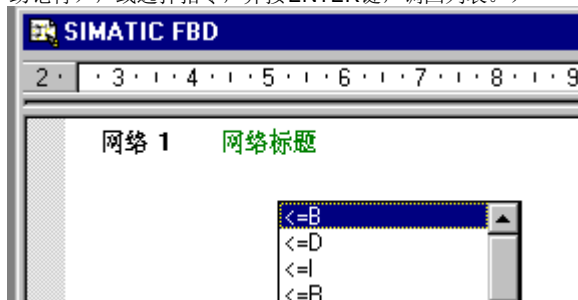 SIMATIC FBD
2 · · 3 · ı · 4 · ı · 5 · ı · 6 · ı · 7 · ı · 8 · ı · 9
网络 1 网络标题
<=B
<=D
<=I
<=R